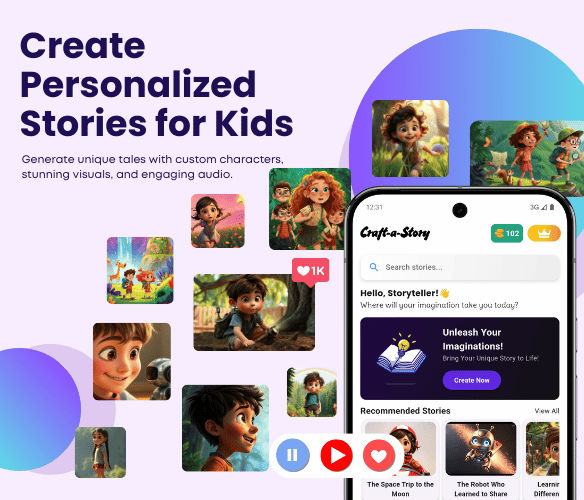 Create
Personalized
Stories for Kids
Generate unique tales with custom characters,
stunning visuals, and engaging audio.
1K
12:31
3G
Craft-a-Story
102
Search stories...
Hello, Storyteller!👋
Where will your imagination take you today?
Unleash Your
Imaginations!
Bring Your Unique Story to Life!
Create Now
Recommended Stories
View All
The Space Trip to the
Moon
The Robot Who
Learned to Share
Learnin
Differen